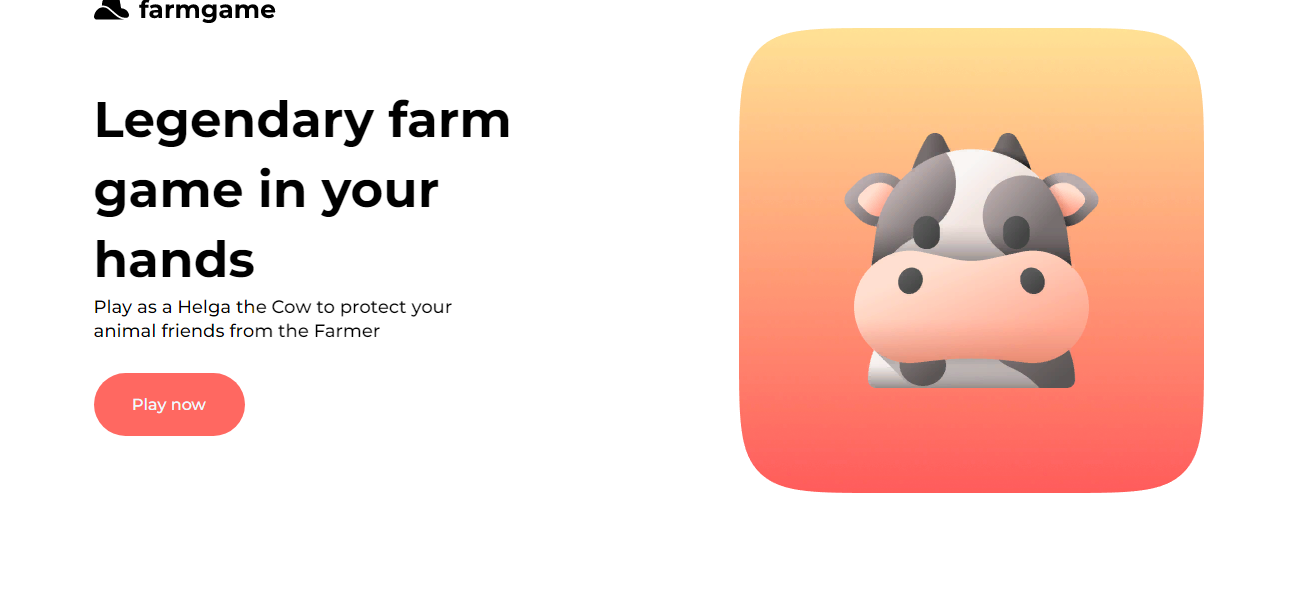 farmgame
Legendary farm
game in your
hands
Play as a Helga the Cow to protect your
animal friends from the Farmer
Play now